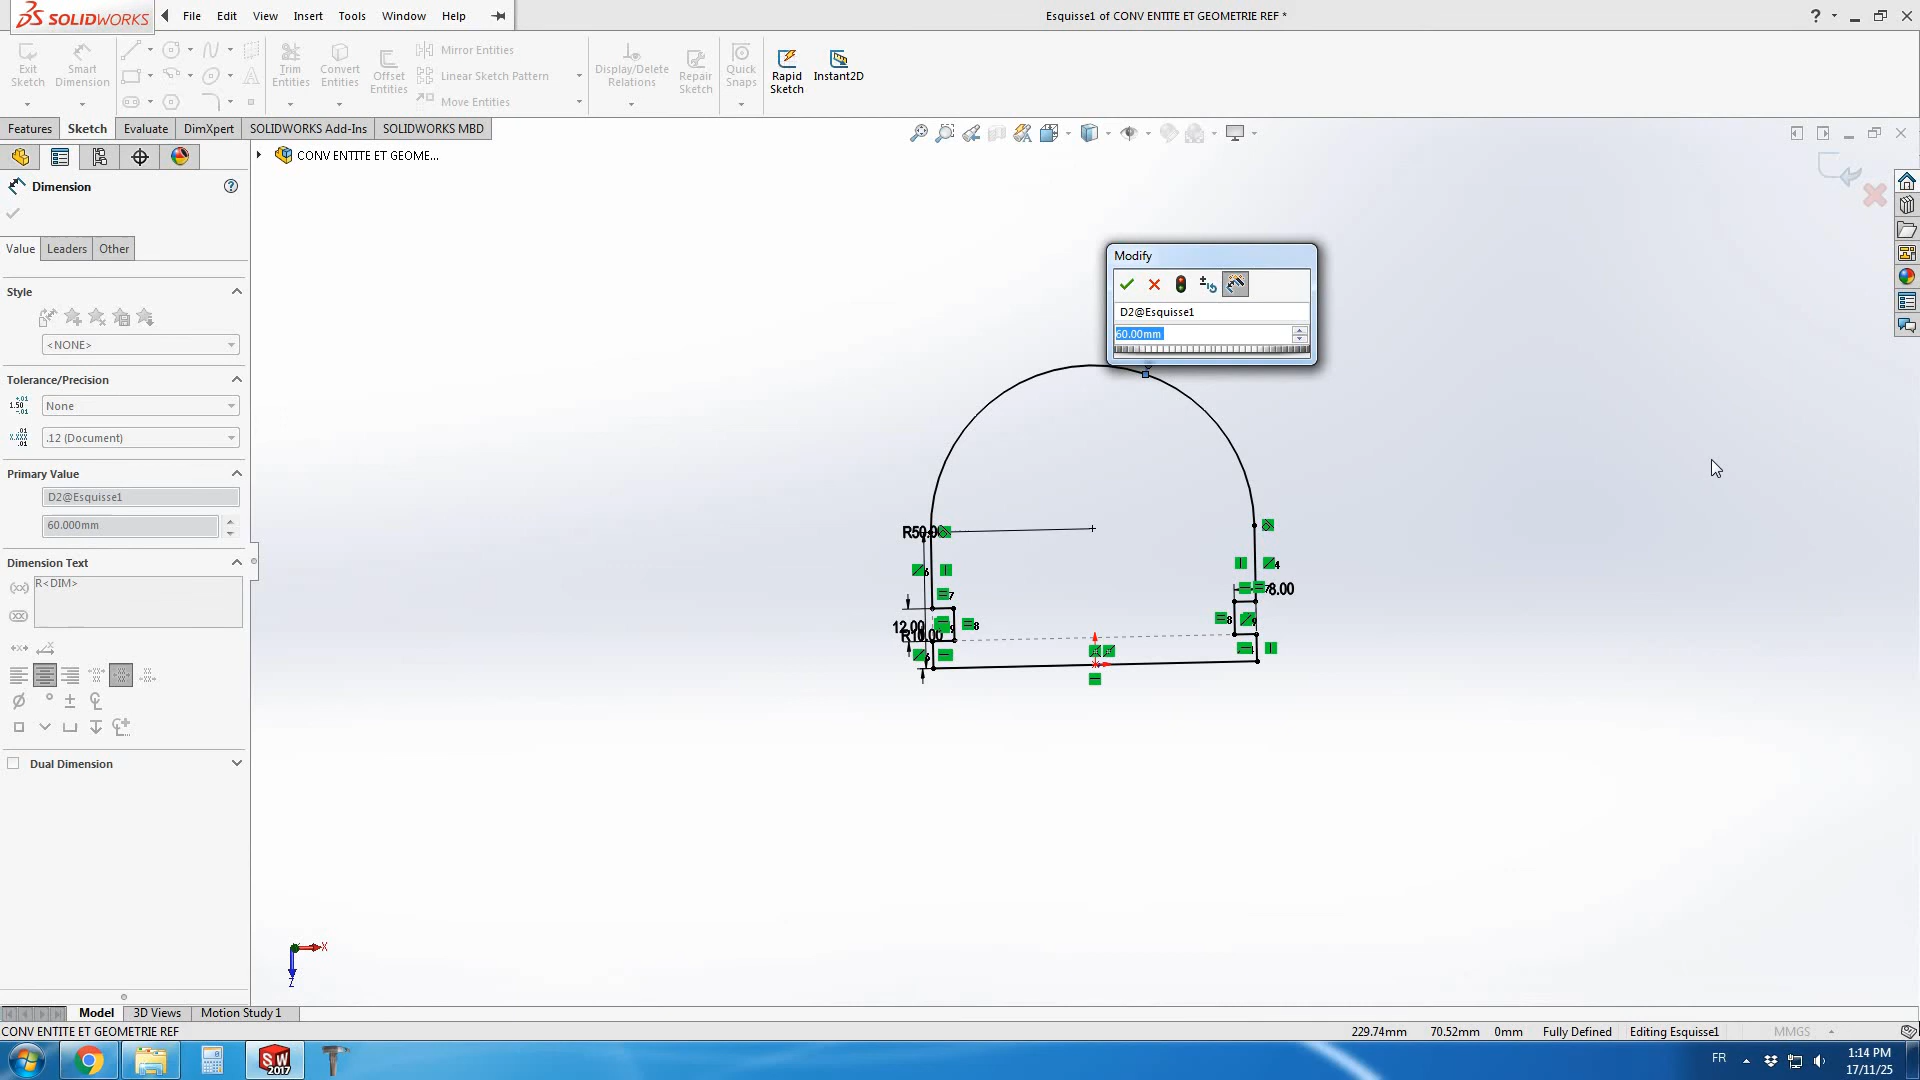 SOLIDWORKS File Edit View Insert Tools Window Help
Esquisse1 of CONV ENTITE ET GEOMETRIE REF *
Exit Sketch
Smart Dimension
Trim Entities
Convert Entities
Offset Entities
Mirror Entities
Linear Sketch Pattern
Move Entities
Display/Delete Relations
Repair Sketch
Quick Snaps
Rapid Sketch
Instant2D
Features Sketch Evaluate DimXpert SOLIDWORKS Add-Ins SOLIDWORKS MBD
CONV ENTITE ET GEOME...
Dimension
Value Leaders Other
Style
<NONE>
Tolerance/Precision
None
.12 (Document)
Primary Value
D2@Esquisse1
60.000mm
Dimension Text
R<DIM>
Dual Dimension
Modify
D2@Esquisse1
60.00mm
R50.00
8.00
12.00
R10.00
X
Z
Model 3D Views Motion Study 1
CONV ENTITE ET GEOMETRIE REF
229.74mm 70.52mm 0mm Fully Defined Editing Esquisse1 MMGS
SW 2017
FR
1:14 PM
17/11/25